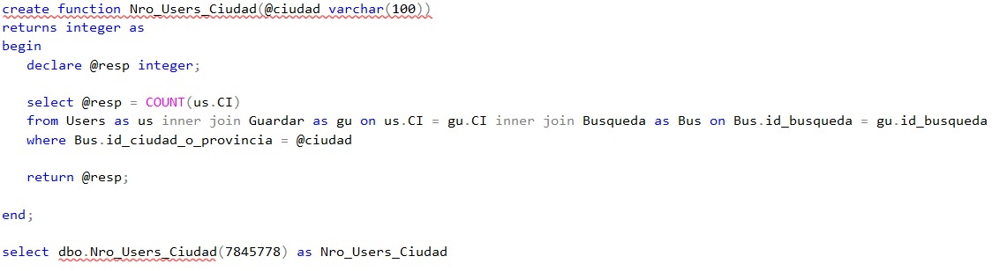 create function Nro_Users_Ciudad(@ciudad varchar(100))
returns integer as
begin
declare @resp integer;
select @resp = COUNT(us.CI)
from Users as us inner join Guardar as gu on us.CI = gu.CI inner join Busqueda as Bus on Bus.id_busqueda = gu.id_busqueda
where Bus.id_ciudad_o_provincia = @ciudad
return @resp;
end;
select dbo.Nro_Users_Ciudad(7845778) as Nro_Users_Ciudad